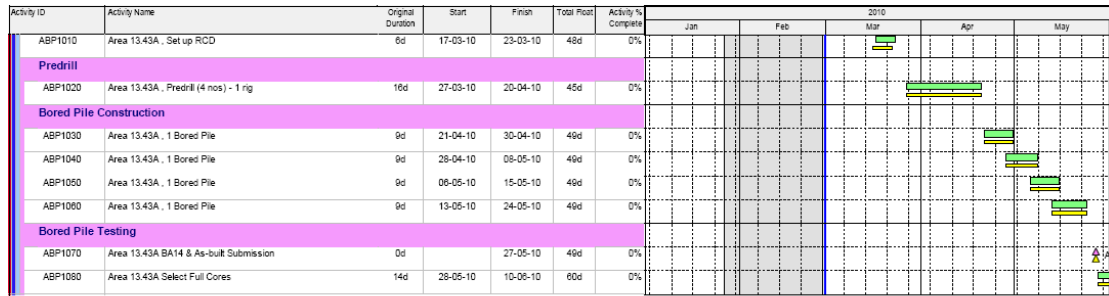 Activity ID Activity Name Original Duration Start Finish Total Float Activity % Complete 2010
Jan Feb Mar Apr May
ABP1010 Area 13.43A , Set up RCD 6d 17-03-10 23-03-10 48d 0%
Predrill
ABP1020 Area 13.43A , Predrill (4 nos) - 1 rig 16d 27-03-10 20-04-10 45d 0%
Bored Pile Construction
ABP1030 Area 13.43A , 1 Bored Pile 9d 21-04-10 30-04-10 49d 0%
ABP1040 Area 13.43A , 1 Bored Pile 9d 28-04-10 08-05-10 49d 0%
ABP1050 Area 13.43A , 1 Bored Pile 9d 06-05-10 15-05-10 49d 0%
ABP1060 Area 13.43A , 1 Bored Pile 9d 13-05-10 24-05-10 49d 0%
Bored Pile Testing
ABP1070 Area 13.43A BA14 & As-built Submission 0d 27-05-10 49d 0% A
ABP1080 Area 13.43A Select Full Cores 14d 28-05-10 10-06-10 60d 0%